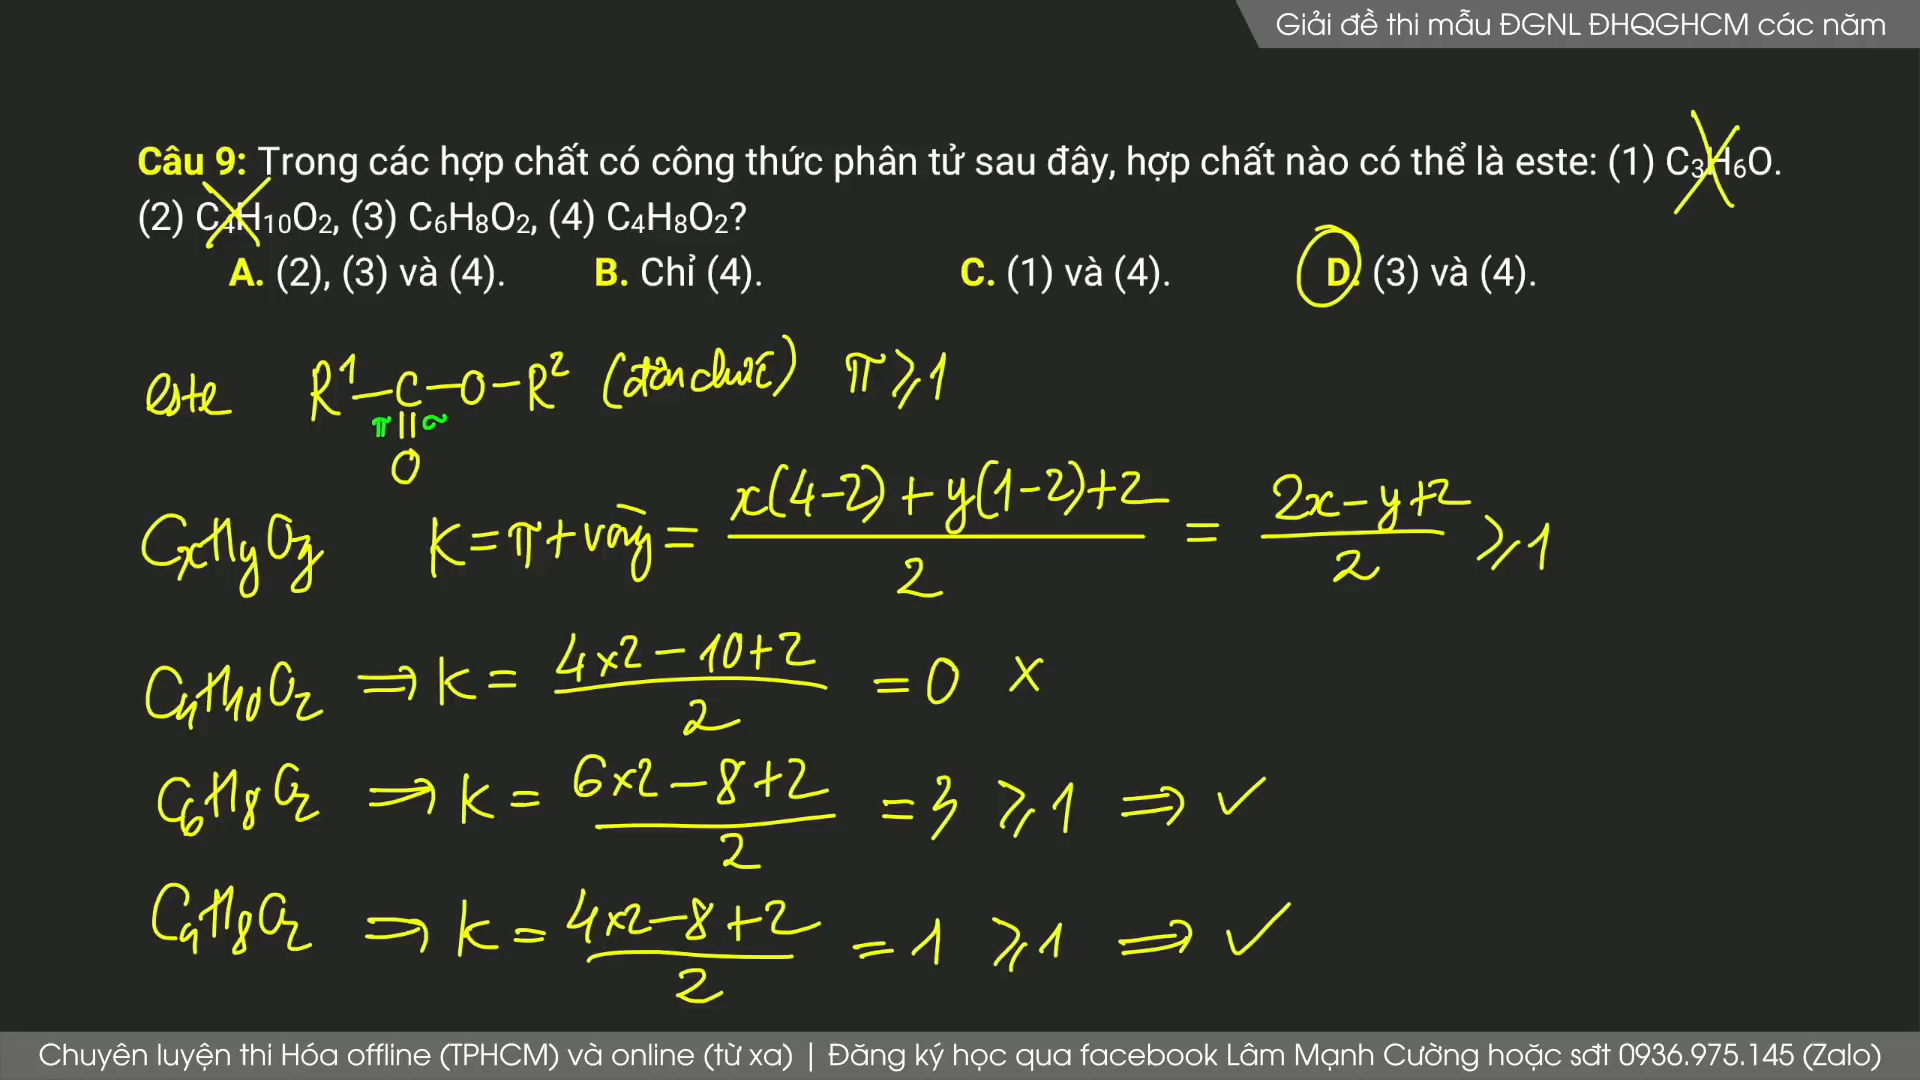 Giải đề thi mẫu ĐGNL ĐHQGHCM các năm
Câu 9: Trong các hợp chất có công thức phân tử sau đây, hợp chất nào có thể là este: (1) C₃H₆O.
(2) C₄H₁₀O₂, (3) C₆H₈O₂, (4) C₄H₈O₂?
A. (2), (3) và (4). B. Chỉ (4). C. (1) và (4). D. (3) và (4).
este R¹–C–O–R² (đơn chức) π ⩾ 1
π || ~
O
CxHyOz K = π + vòng = x(4-2) + y(1-2)+2 / 2 = 2x-y+2 / 2 ⩾ 1
C₄H₁₀O₂ ⇒ K = 4x2-10+2 / 2 = 0 x
C₆H₈O₂ ⇒ K = 6x2-8+2 / 2 = 3 ⩾ 1 ⇒ ✓
C₄H₈O₂ ⇒ K = 4x2-8+2 / 2 = 1 ⩾ 1 ⇒ ✓
Chuyên luyện thi Hóa offline (TPHCM) và online (từ xa) | Đăng ký học qua facebook Lâm Mạnh Cường hoặc sđt 0936.975.145 (Zalo)